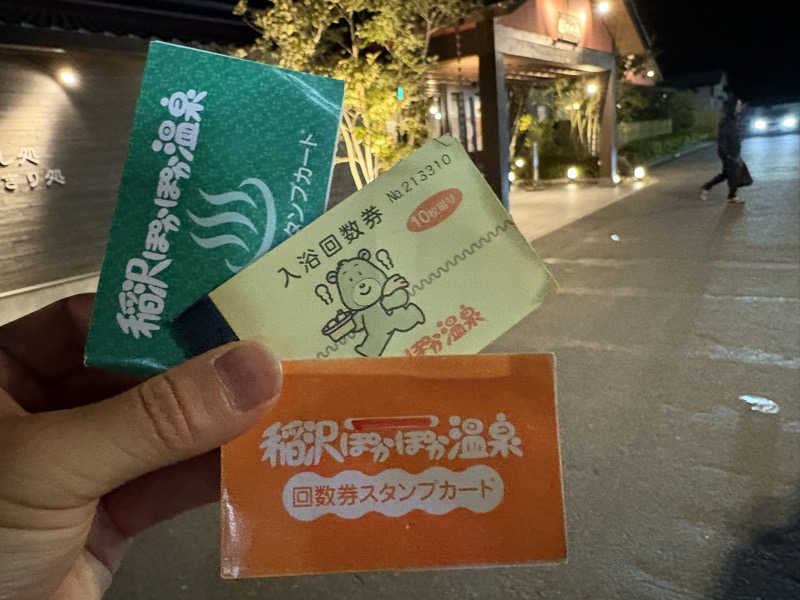 稲沢ぽかぽか温泉
スタンプカード
入浴回数券
No.213310
10枚綴り
ぽかぽか温泉
稲沢ぽかぽか温泉
回数券スタンプカード
処
処